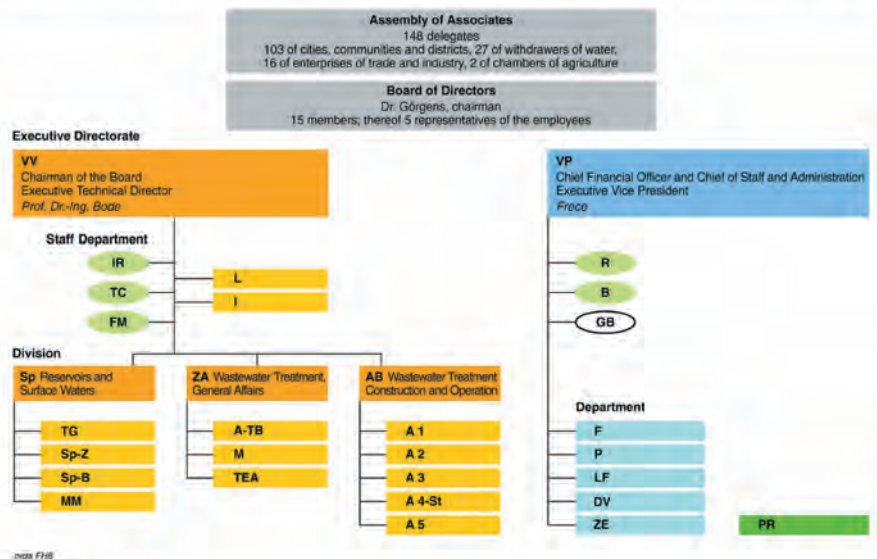 Assembly of Associates
148 delegates
103 of cities, communities and districts, 27 of withdrawers of water,
16 of enterprises of trade and industry, 2 of chambers of agriculture
Board of Directors
Dr. Görgens, chairman
15 members; thereof 5 representatives of the employees
Executive Directorate
VV
Chairman of the Board
Executive Technical Director
Prof. Dr.-Ing. Bode
VP
Chief Financial Officer and Chief of Staff and Administration
Executive Vice President
Frece
Staff Department
IR
TC
FM
L
I
R
B
GB
Division
Sp Reservoirs and
Surface Waters
TG
Sp-Z
Sp-B
MM
ZA Wastewater Treatment,
General Affairs
A-TB
M
TEA
AB Wastewater Treatment
Construction and Operation
A 1
A 2
A 3
A 4-St
A 5
Department
F
P
LF
DV
ZE
PR